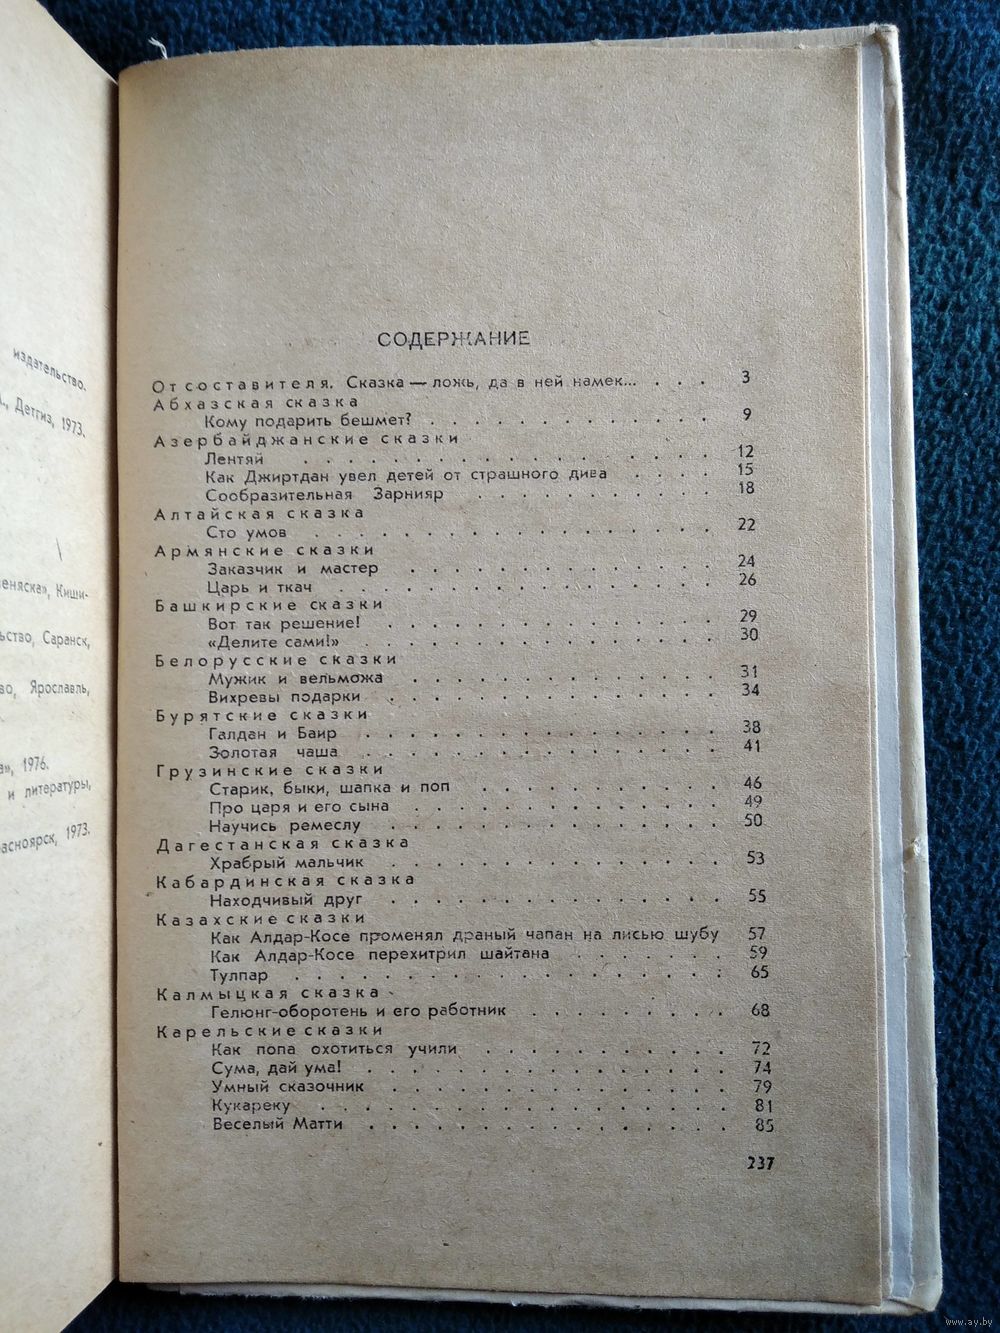 издательство.
Детгиз, 1973.
Киши-
Саранск,
Ярославль,
1976.
и литературы,
1973.
СОДЕРЖАНИЕ
От составителя. Сказка — ложь, да в ней намек... . . . 3
Абхазская сказка
Кому подарить бешмет? . . . . . . . . . . . 9
Азербайджанские сказки
Лентяй . . . . . . . . . . . . . . . 12
Как Джиртдан увел детей от страшного дива . . . . 15
Сообразительная Зарнияр . . . . . . . . . 18
Алтайская сказка
Сто умов . . . . . . . . . . . . . . 22
Армянские сказки
Заказчик и мастер . . . . . . . . . . . 24
Царь и ткач . . . . . . . . . . . . . 26
Башкирские сказки
Вот так решение! . . . . . . . . . . . . 29
«Делите сами!» . . . . . . . . . . . . 30
Белорусские сказки
Мужик и вельможа . . . . . . . . . . . 31
Вихревы подарки . . . . . . . . . . . . 34
Бурятские сказки
Галдан и Баир . . . . . . . . . . . . . 38
Золотая чаша . . . . . . . . . . . . . 41
Грузинские сказки
Старик, быки, шапка и поп . . . . . . . . . 46
Про царя и его сына . . . . . . . . . . . 49
Научись ремеслу . . . . . . . . . . . . 50
Дагестанская сказка
Храбрый мальчик . . . . . . . . . . . . 53
Кабардинская сказка
Находчивый друг . . . . . . . . . . . . 55
Казахские сказки
Как Алдар-Косе променял драный чапан на лисью шубу 57
Как Алдар-Косе перехитрил шайтана . . . . . . 59
Тулпар . . . . . . . . . . . . . . . 65
Калмыцкая сказка
Гелюнг-оборотень и его работник . . . . . . . 68
Карельские сказки
Как попа охотиться учили . . . . . . . . . 72
Сума, дай ума! . . . . . . . . . . . . . 74
Умный сказочник . . . . . . . . . . . . 79
Кукареку . . . . . . . . . . . . . . 81
Веселый Матти . . . . . . . . . . . . . 85
237
www.ay.by